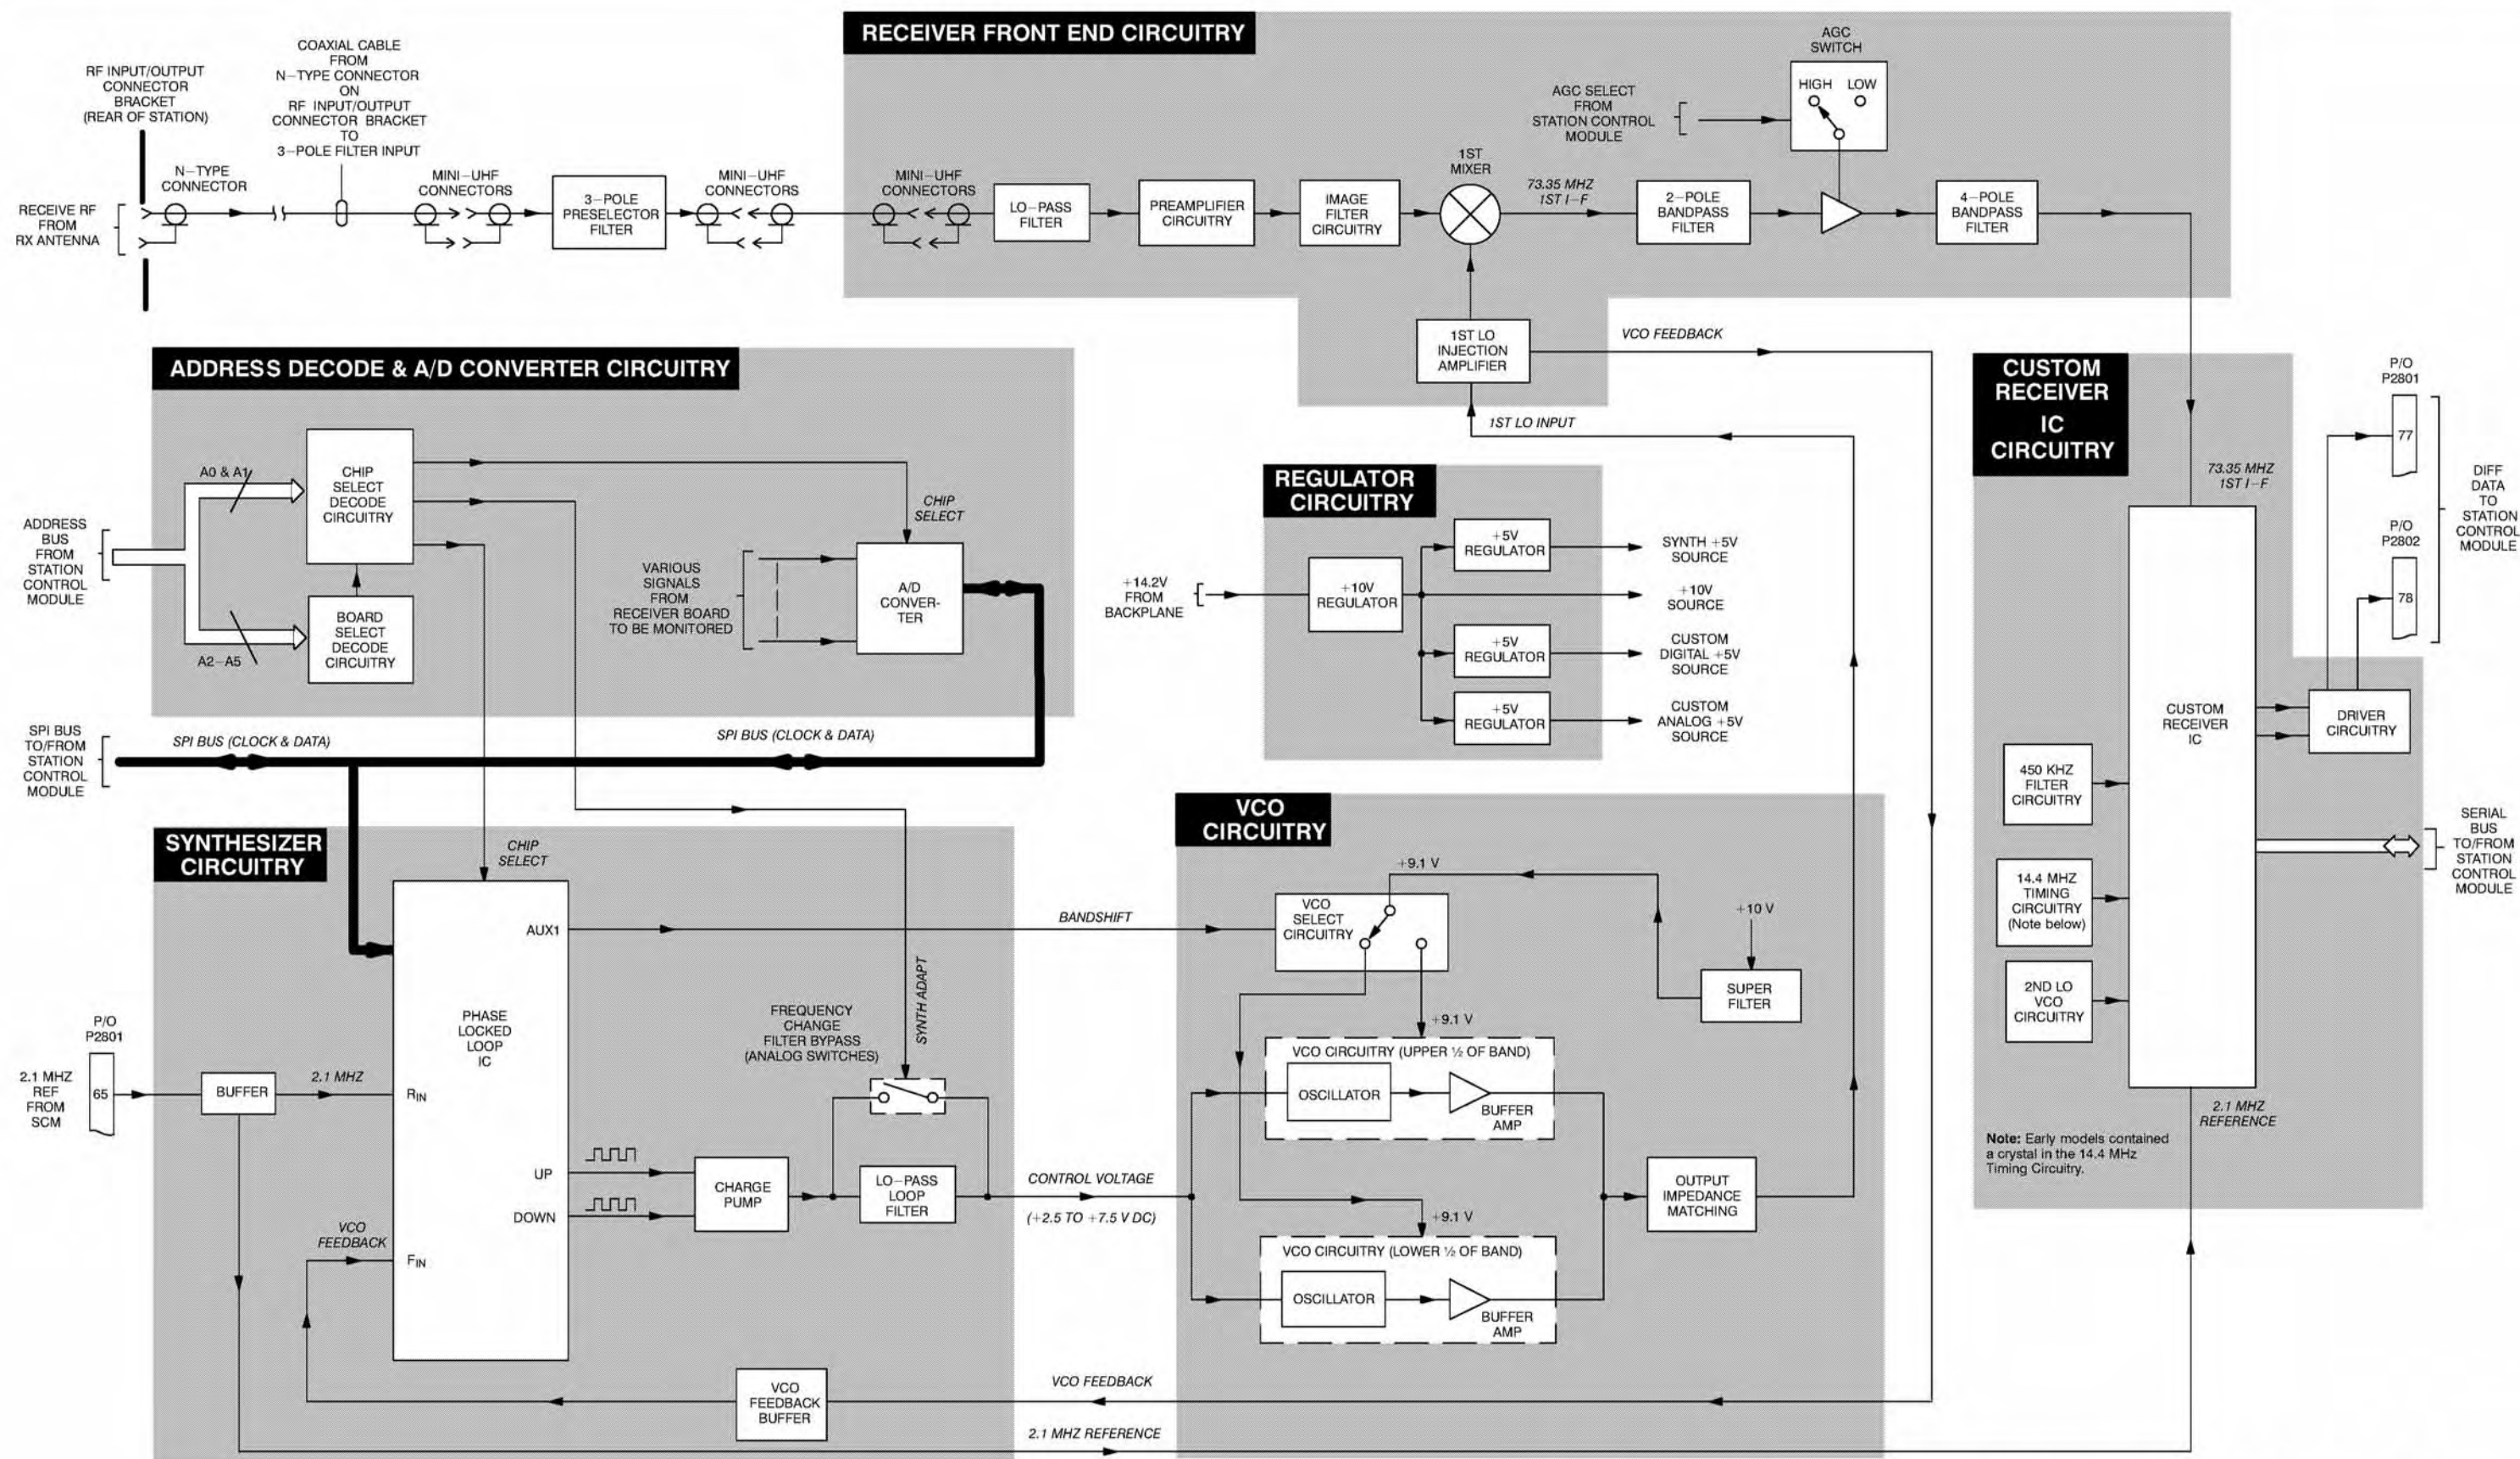 RECEIVER FRONT END CIRCUITRY
RF INPUT/OUTPUT
CONNECTOR
BRACKET
(REAR OF STATION)
COAXIAL CABLE
FROM
N–TYPE CONNECTOR
ON
RF INPUT/OUTPUT
CONNECTOR BRACKET
TO
3–POLE FILTER INPUT
RECEIVE RF
FROM
RX ANTENNA
N–TYPE
CONNECTOR
MINI–UHF
CONNECTORS
3–POLE
PRESELECTOR
FILTER
MINI–UHF
CONNECTORS
MINI–UHF
CONNECTORS
LO–PASS
FILTER
PREAMPLIFIER
CIRCUITRY
IMAGE
FILTER
CIRCUITRY
1ST
MIXER
73.35 MHZ
1ST I–F
AGC SELECT
FROM
STATION CONTROL
MODULE
AGC
SWITCH
HIGH LOW
2–POLE
BANDPASS
FILTER
4–POLE
BANDPASS
FILTER
1ST LO
INJECTION
AMPLIFIER
VCO FEEDBACK
1ST LO INPUT
ADDRESS DECODE & A/D CONVERTER CIRCUITRY
ADDRESS
BUS
FROM
STATION
CONTROL
MODULE
A0 & A1
A2–A5
CHIP
SELECT
DECODE
CIRCUITRY
BOARD
SELECT
DECODE
CIRCUITRY
VARIOUS
SIGNALS
FROM
RECEIVER BOARD
TO BE MONITORED
CHIP
SELECT
A/D
CONVER-
TER
SPI BUS
TO/FROM
STATION
CONTROL
MODULE
SPI BUS (CLOCK & DATA)
SPI BUS (CLOCK & DATA)
REGULATOR
CIRCUITRY
+14.2V
FROM
BACKPLANE
+10V
REGULATOR
+5V
REGULATOR
SYNTH +5V
SOURCE
+10V
SOURCE
+5V
REGULATOR
CUSTOM
DIGITAL +5V
SOURCE
+5V
REGULATOR
CUSTOM
ANALOG +5V
SOURCE
CUSTOM
RECEIVER
IC
CIRCUITRY
73.35 MHZ
1ST I–F
P/O
P2801
77
P/O
P2802
78
DIFF
DATA
TO
STATION
CONTROL
MODULE
CUSTOM
RECEIVER
IC
DRIVER
CIRCUITRY
450 KHZ
FILTER
CIRCUITRY
14.4 MHZ
TIMING
CIRCUITRY
(Note below)
2ND LO
VCO
CIRCUITRY
SERIAL
BUS
TO/FROM
STATION
CONTROL
MODULE
2.1 MHZ
REFERENCE
Note: Early models contained
a crystal in the 14.4 MHz
Timing Circuitry.
SYNTHESIZER
CIRCUITRY
CHIP
SELECT
AUX1
PHASE
LOCKED
LOOP
IC
RIN
UP
DOWN
FIN
P/O
P2801
65
2.1 MHZ
REF
FROM
SCM
BUFFER
2.1 MHZ
VCO
FEEDBACK
CHARGE
PUMP
FREQUENCY
CHANGE
FILTER BYPASS
(ANALOG SWITCHES)
SYNTH ADAPT
LO–PASS
LOOP
FILTER
VCO
FEEDBACK
BUFFER
BANDSHIFT
CONTROL VOLTAGE
(+2.5 TO +7.5 V DC)
VCO FEEDBACK
2.1 MHZ REFERENCE
VCO
CIRCUITRY
VCO
SELECT
CIRCUITRY
+9.1 V
+10 V
SUPER
FILTER
+9.1 V
VCO CIRCUITRY (UPPER ½ OF BAND)
OSCILLATOR
BUFFER
AMP
+9.1 V
VCO CIRCUITRY (LOWER ½ OF BAND)
OSCILLATOR
BUFFER
AMP
OUTPUT
IMPEDANCE
MATCHING